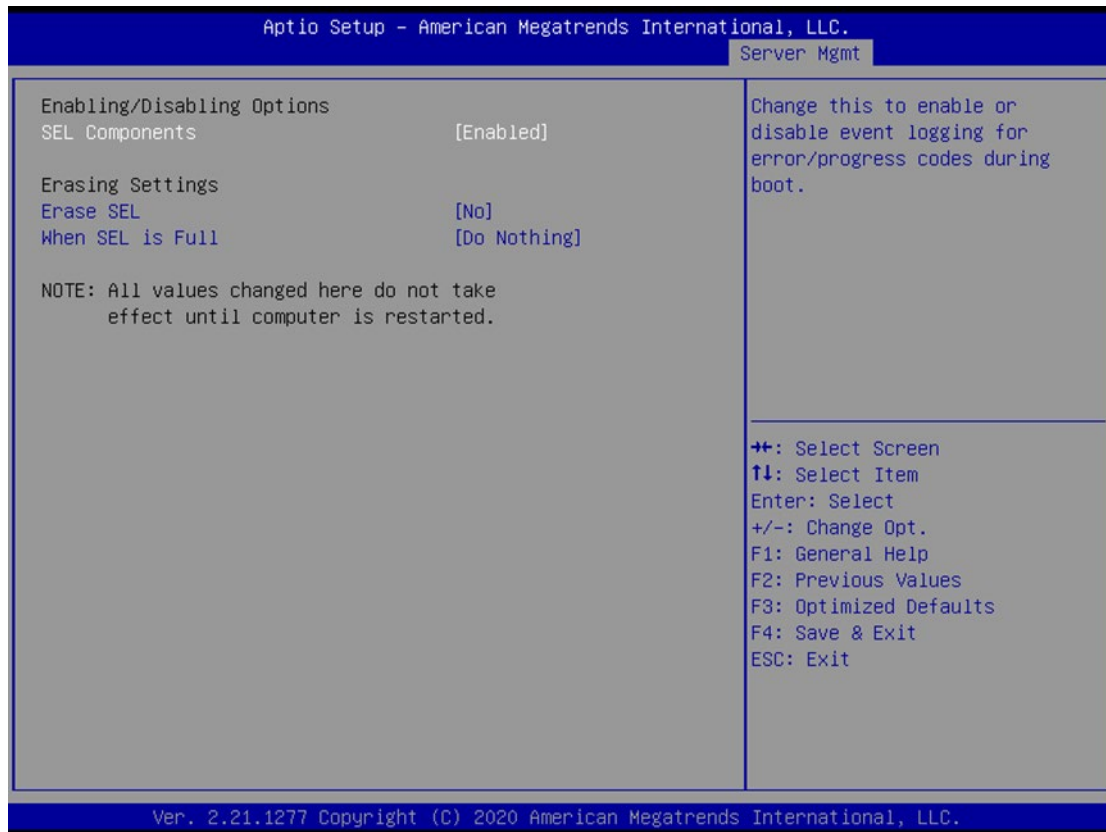 Aptio Setup – American Megatrends International, LLC.
Server Mgmt
Enabling/Disabling Options
SEL Components [Enabled]
Erasing Settings
Erase SEL [No]
When SEL is Full [Do Nothing]
NOTE: All values changed here do not take
effect until computer is restarted.
Change this to enable or
disable event logging for
error/progress codes during
boot.
→←: Select Screen
↑↓: Select Item
Enter: Select
+/-: Change Opt.
F1: General Help
F2: Previous Values
F3: Optimized Defaults
F4: Save & Exit
ESC: Exit
Ver. 2.21.1277 Copyright (C) 2020 American Megatrends International, LLC.